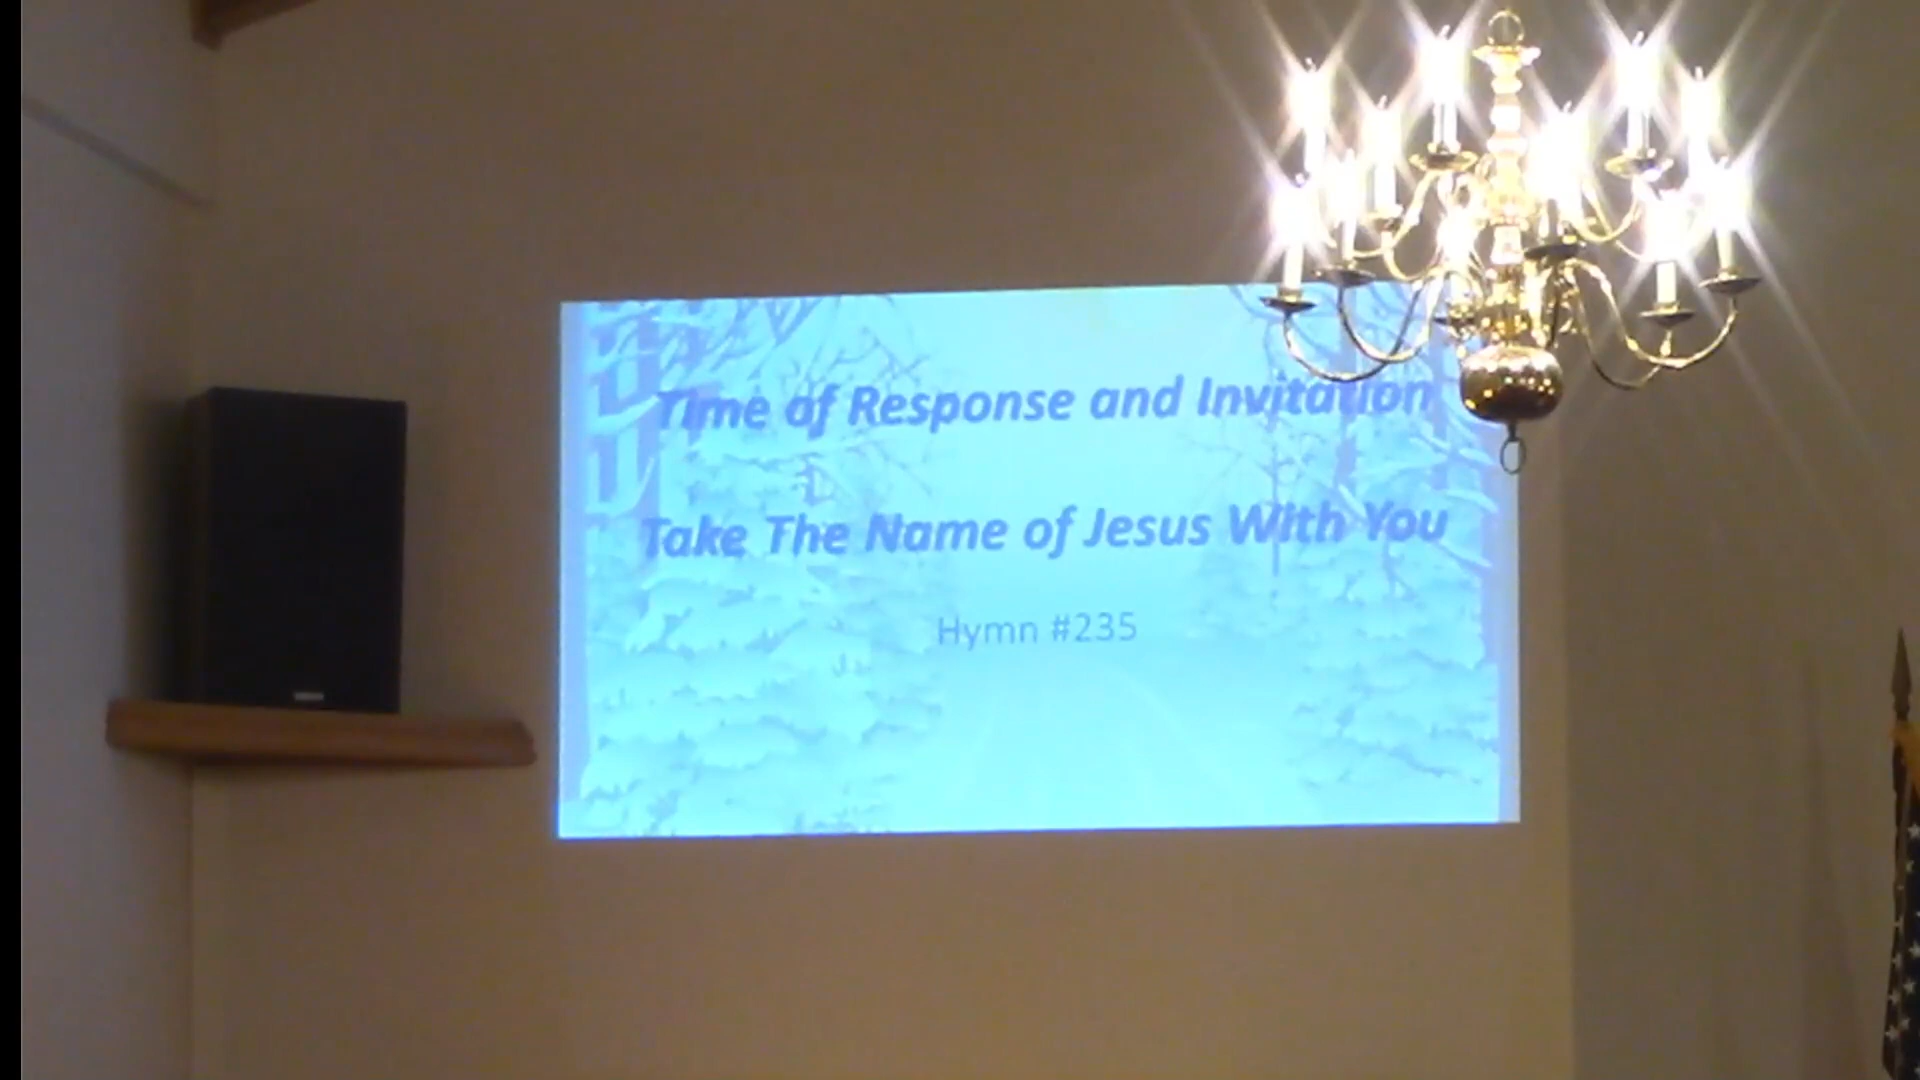 Time of Response and Invitation
Take The Name of Jesus With You
Hymn #235